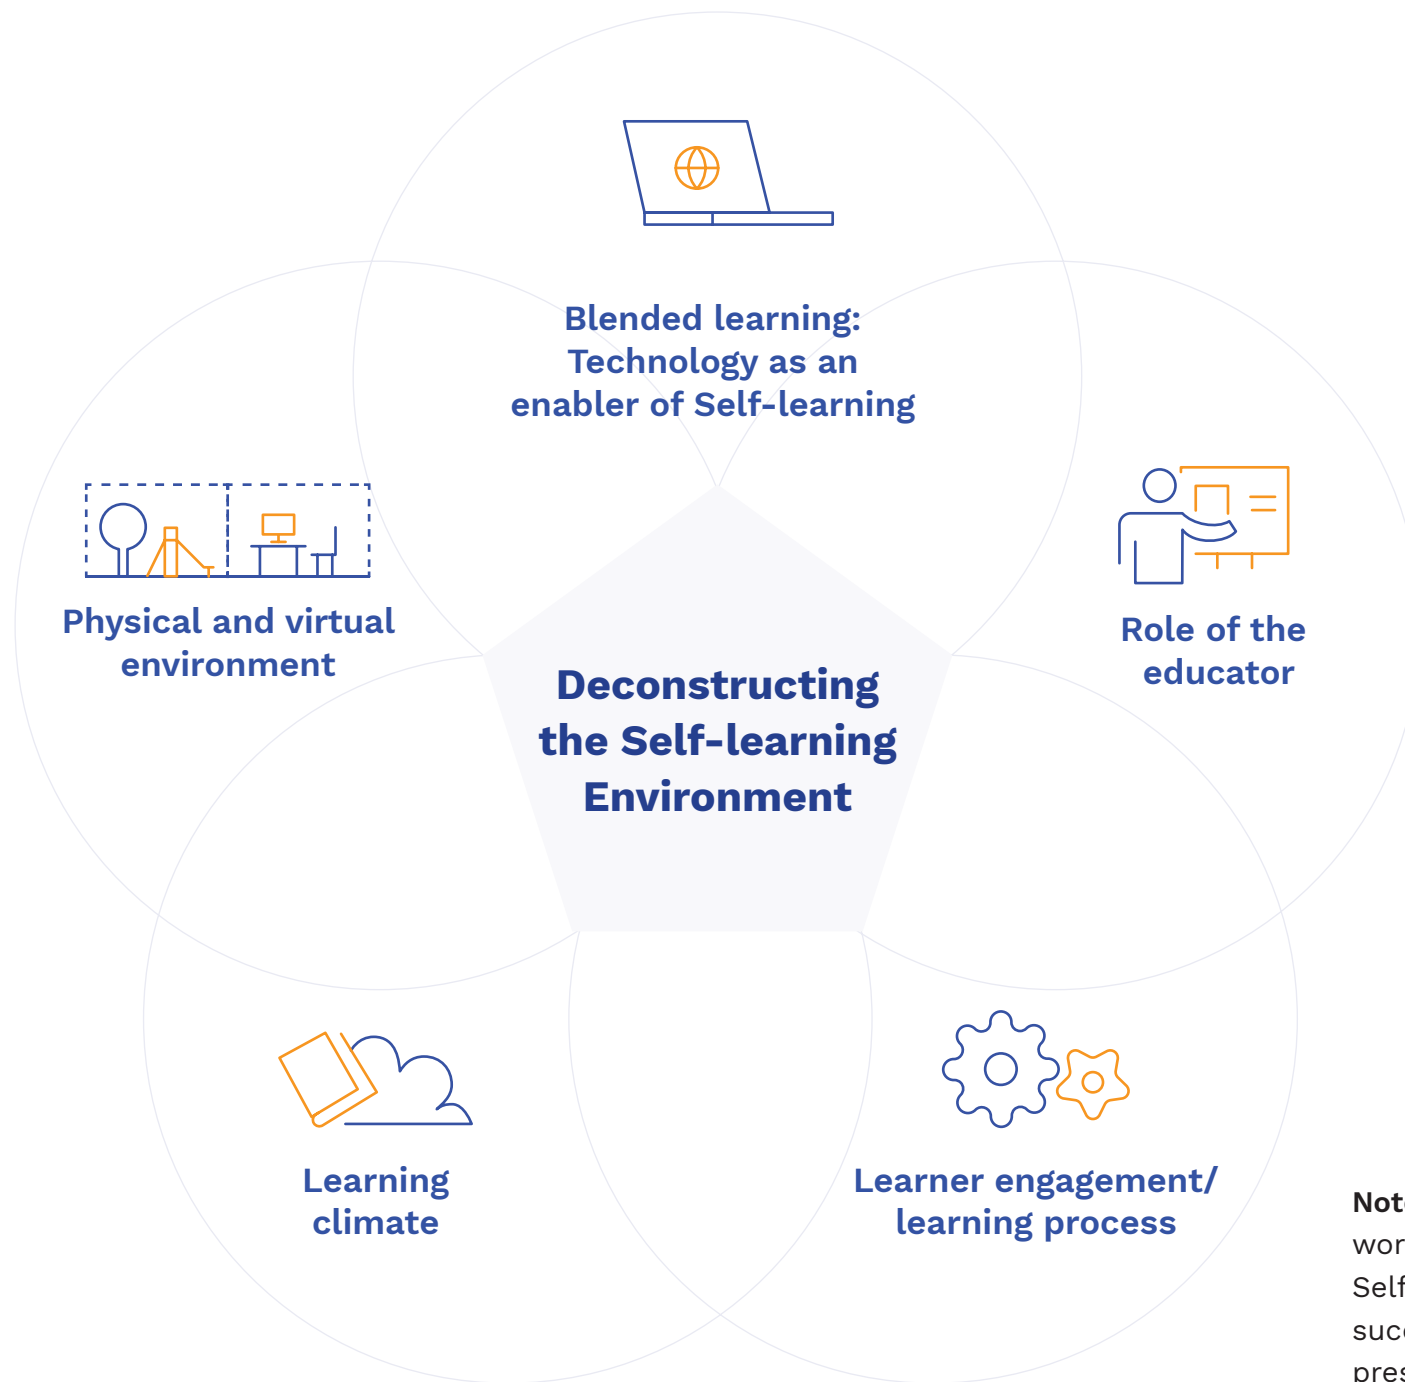 Blended learning:
Technology as an
enabler of Self-learning
Physical and virtual
environment
Role of the
educator
Deconstructing
the Self-learning
Environment
Learning
climate
Learner engagement/
learning process
Self